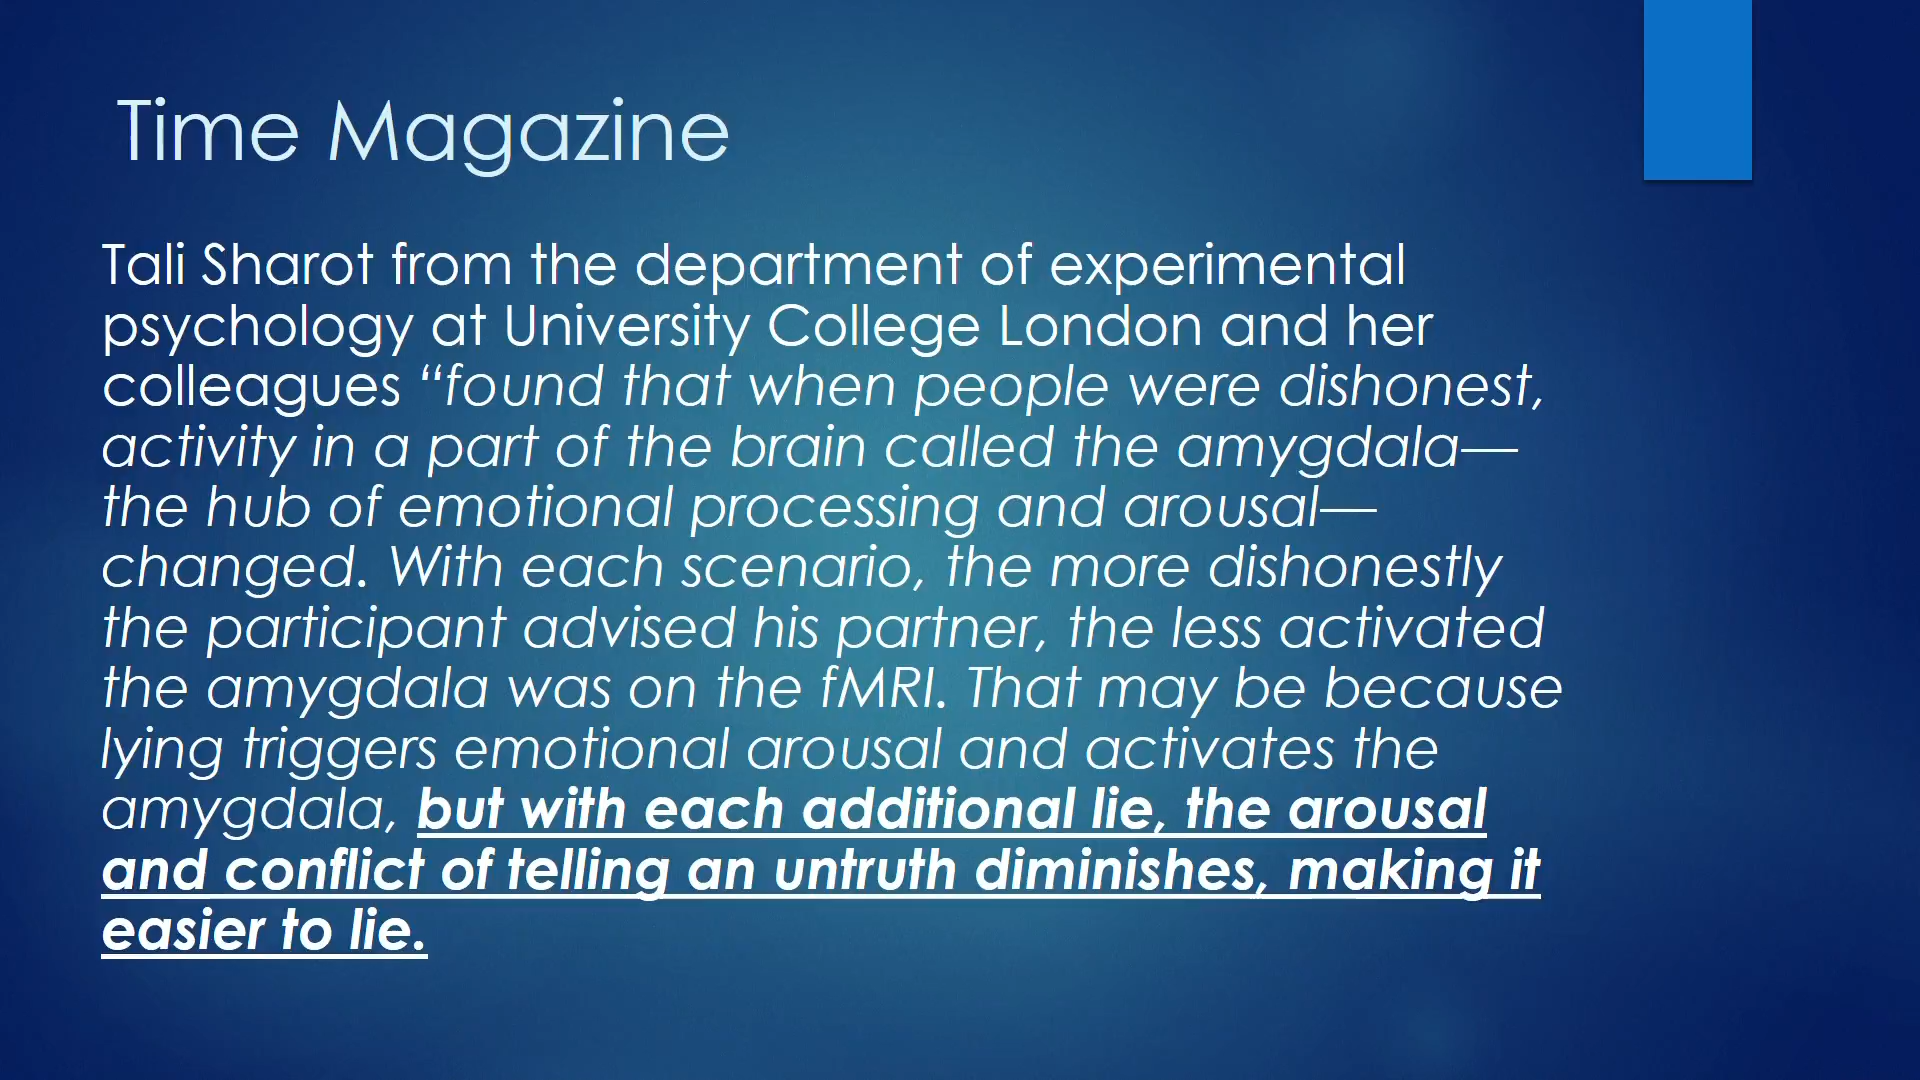 Time Magazine
Tali Sharot from the department of experimental
psychology at University College London and her
colleagues “found that when people were dishonest,
activity in a part of the brain called the amygdala—
the hub of emotional processing and arousal—
changed. With each scenario, the more dishonestly
the participant advised his partner, the less activated
the amygdala was on the fMRI. That may be because
lying triggers emotional arousal and activates the
amygdala, but with each additional lie, the arousal
and conflict of telling an untruth diminishes, making it
easier to lie.